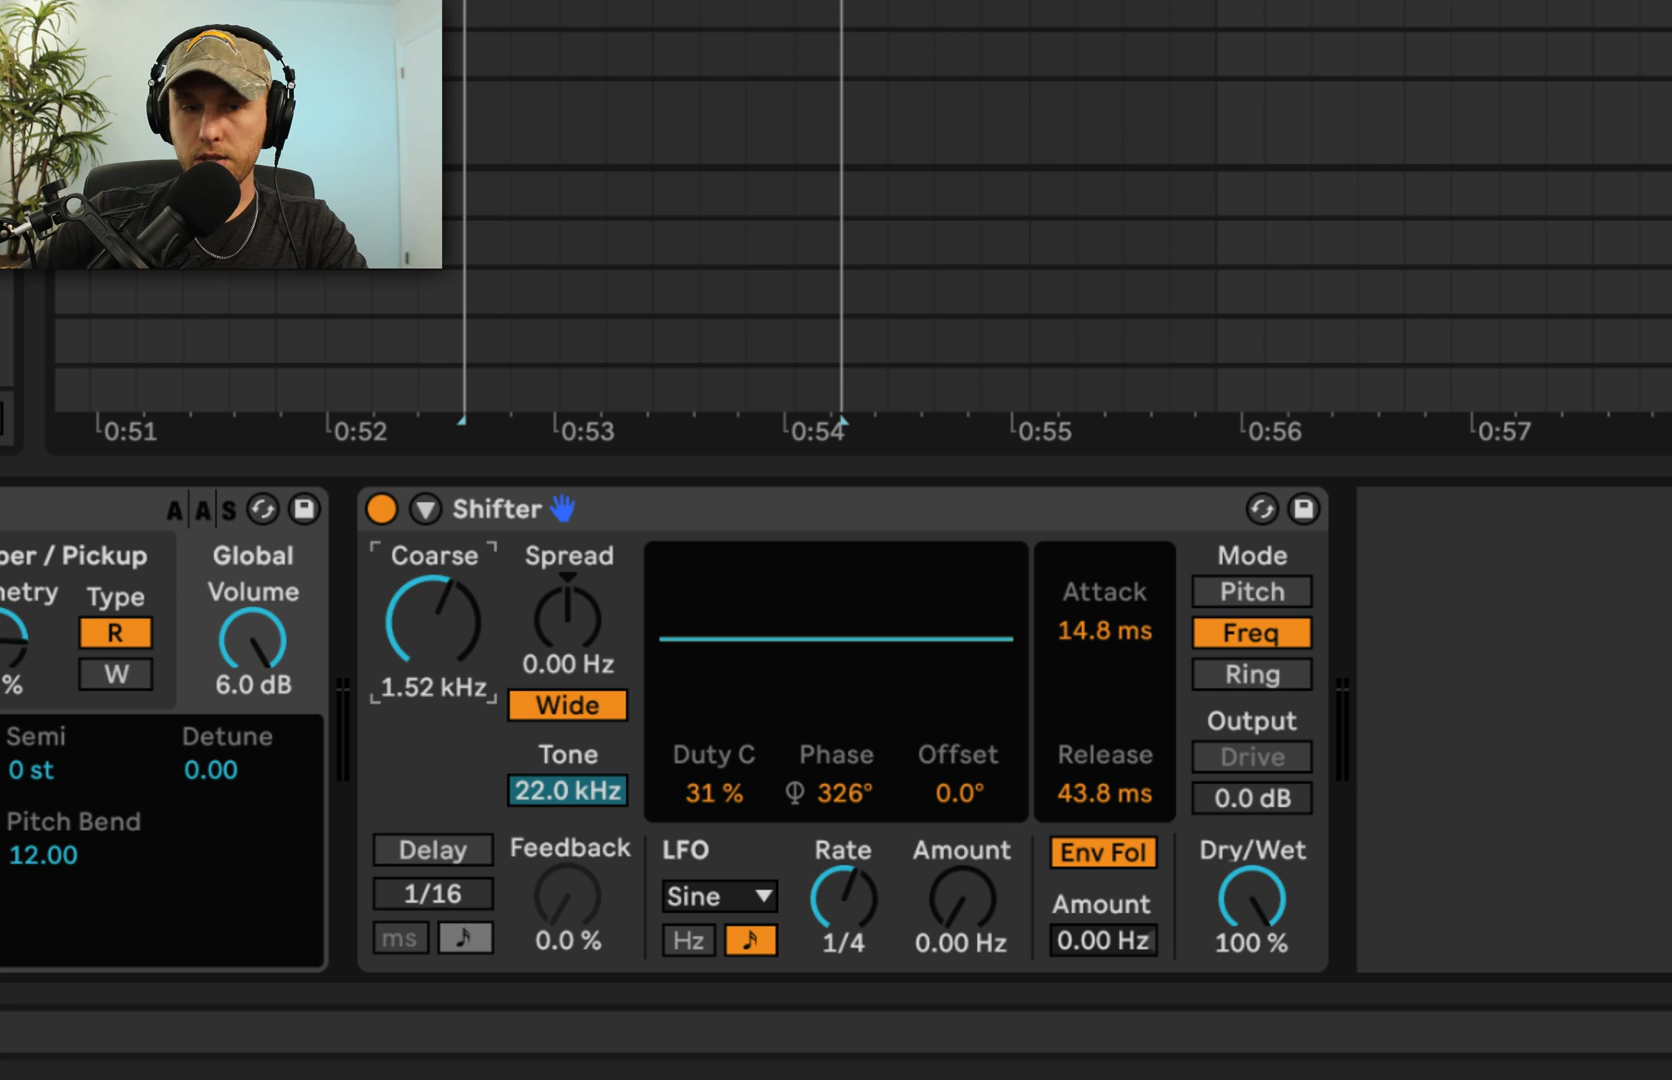 0:51 0:52 0:53 0:54 0:55 0:56 0:57
A A S
per / Pickup Global
etry Type Volume
R
W
% 6.0 dB
Semi Detune
0 st 0.00
Pitch Bend
12.00
Shifter
Coarse Spread
0.00 Hz
1.52 kHz
Wide
Tone
22.0 kHz
Delay Feedback
1/16
ms 0.0 %
Duty C Phase Offset
31 % 326° 0.0°
LFO Rate Amount
Sine
Hz 1/4 0.00 Hz
Attack
14.8 ms
Release
43.8 ms
Env Fol
Amount
0.00 Hz
Mode
Pitch
Freq
Ring
Output
Drive
0.0 dB
Dry/Wet
100 %